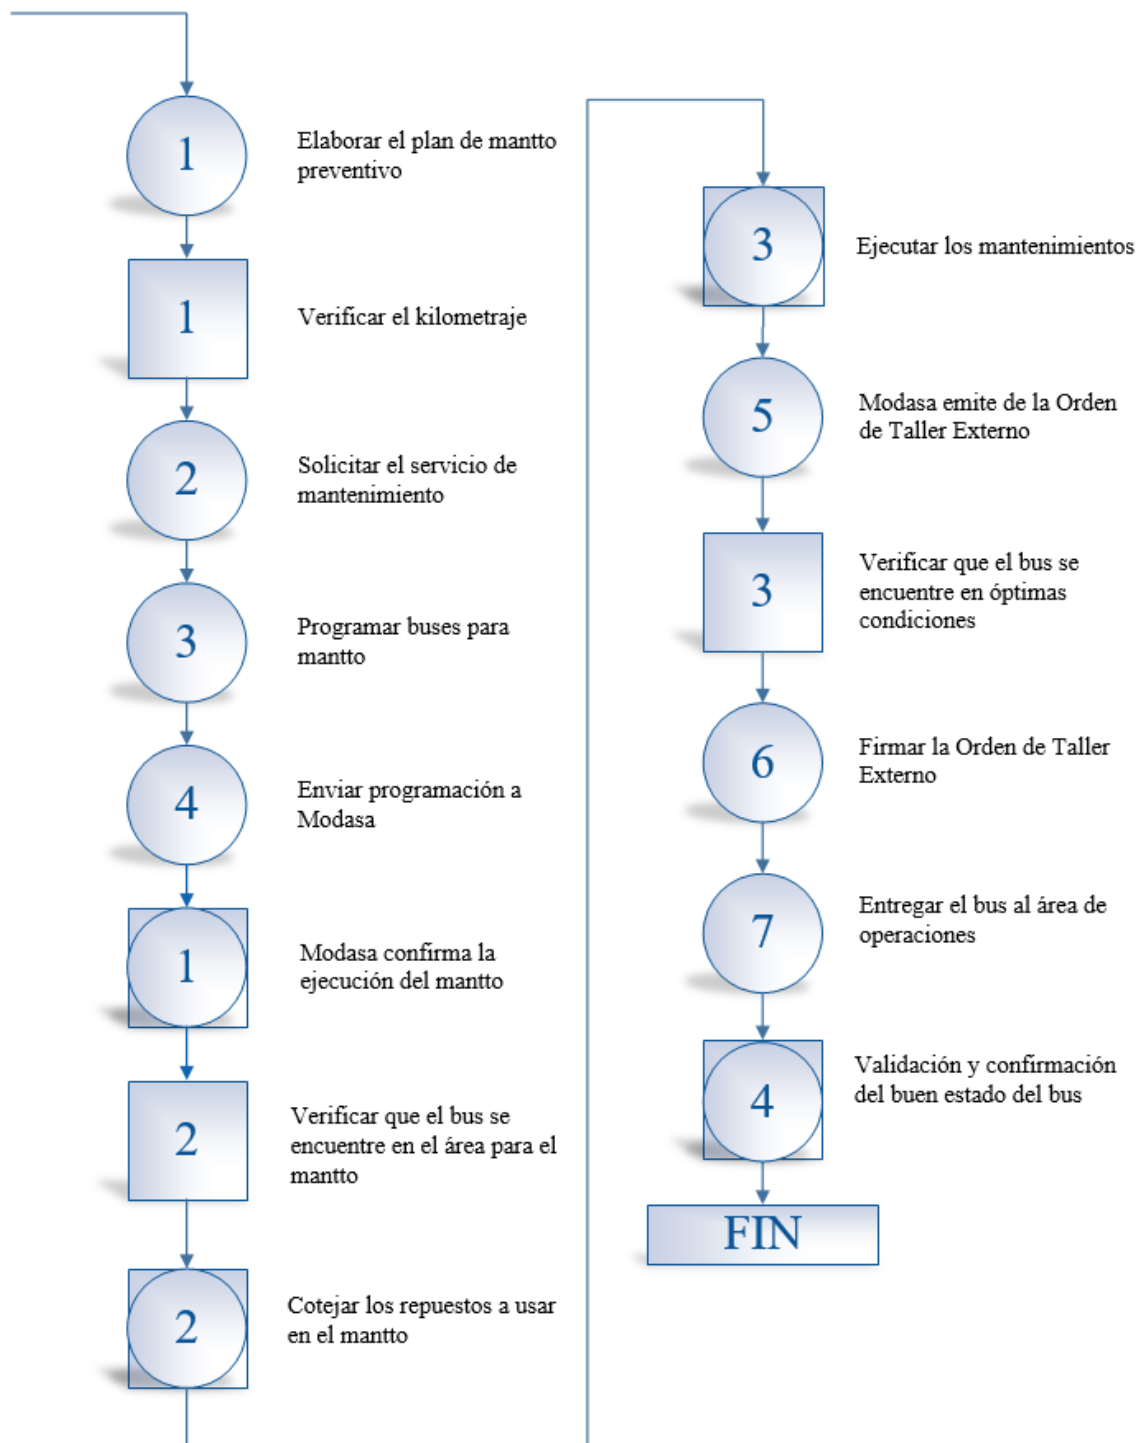 1
Elaborar el plan de mantto
preventivo
1
Verificar el kilometraje
2
Solicitar el servicio de
mantenimiento
3
Programar buses para
mantto
4
Enviar programación a
Modasa
1
Modasa confirma la
ejecución del mantto
2
Verificar que el bus se
encuentre en el área para el
mantto
2
Cotejar los repuestos a usar
en el mantto
3
Ejecutar los mantenimientos
5
Modasa emite de la Orden
de Taller Externo
3
Verificar que el bus se
encuentre en óptimas
condiciones
6
Firmar la Orden de Taller
Externo
7
Entregar el bus al área de
operaciones
4
Validación y confirmación
del buen estado del bus
FIN